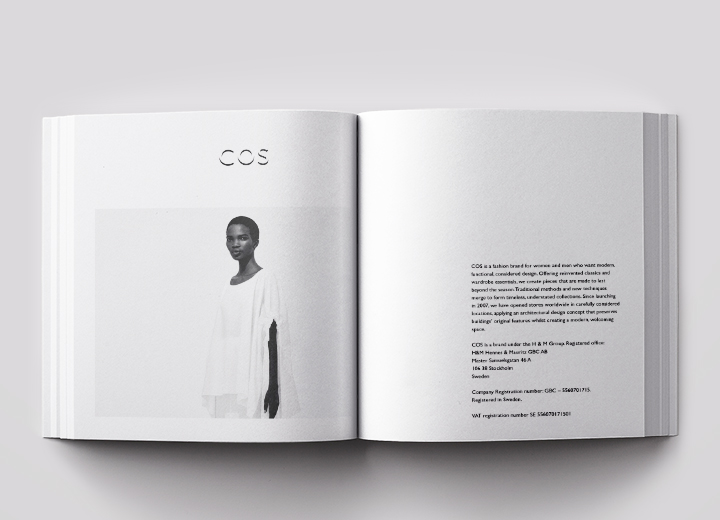 COS
COS is a fashion brand for women and men who want modern,
functional, considered design. Offering reinvented classics and
wardrobe essentials, we create pieces that are made to last
beyond the season. Traditional methods and new techniques
merge to form timeless, understated collections. Since launching
in 2007, we have opened stores worldwide in carefully considered
locations, applying an architectural design concept that preserves
buildings' original features whilst creating a modern, welcoming
space.
COS is a brand under the H & M Group. Registered office:
H&M Hennes & Mauritz GBC AB
Mäster Samuelsgatan 46 A
106 38 Stockholm
Sweden
Company Registration number: GBC – 5560701715.
Registered in Sweden.
VAT registration number SE 556070171501